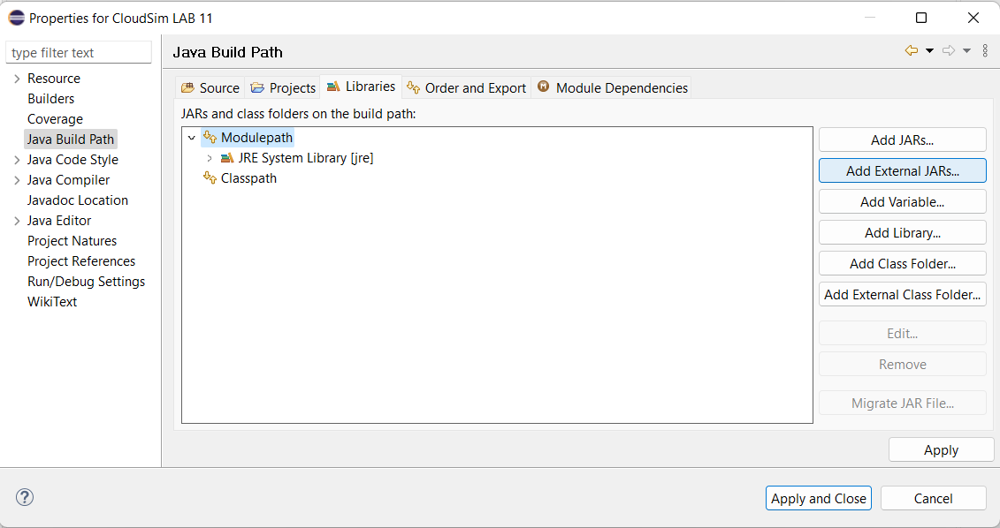 Properties for CloudSim LAB 11
type filter text
Resource
Builders
Coverage
Java Build Path
Java Code Style
Java Compiler
Javadoc Location
Java Editor
Project Natures
Project References
Run/Debug Settings
WikiText
Java Build Path
Source Projects Libraries Order and Export Module Dependencies
JARs and class folders on the build path:
Modulepath
JRE System Library [jre]
Classpath
Add JARs...
Add External JARs...
Add Variable...
Add Library...
Add Class Folder...
Add External Class Folder...
Edit...
Remove
Migrate JAR File...
Apply
Apply and Close Cancel